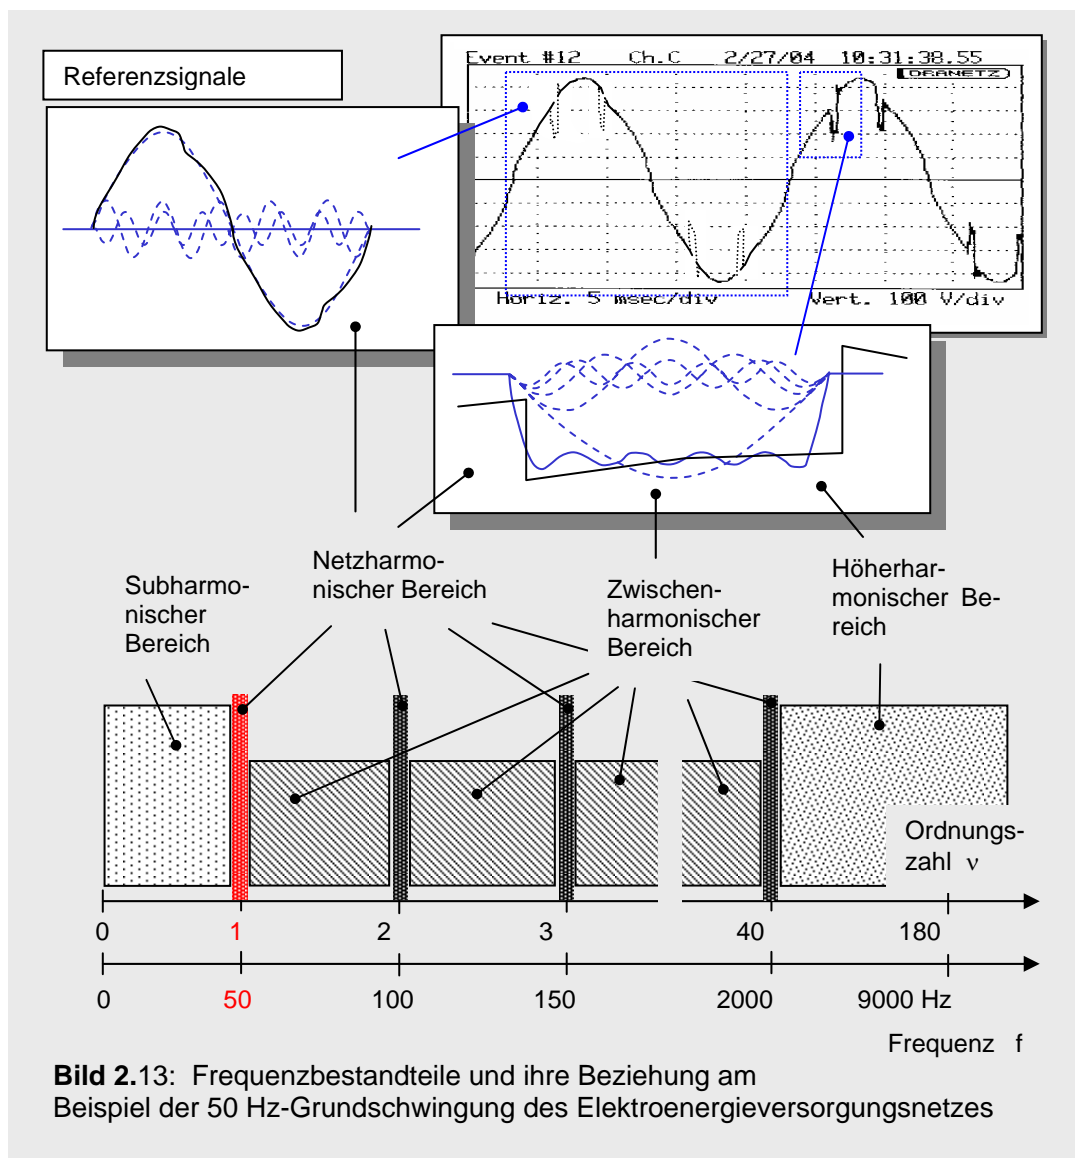 Referenzsignale
Event #12 Ch.C 2/27/04 10:31:38.55
DRANETZ
Horiz. 5 msec/div Vert. 100 V/div
Subharmo-
nischer
Bereich
Netzharmo-
nischer Bereich
Zwischen-
harmonischer
Bereich
Höherhar-
monischer Be-
reich
Ordnungs-
zahl ν
0 1 2 3 40 180
0 50 100 150 2000 9000 Hz
Frequenz f
Bild 2.13: Frequenzbestandteile und ihre Beziehung am
Beispiel der 50 Hz-Grundschwingung des Elektroenergieversorgungsnetzes